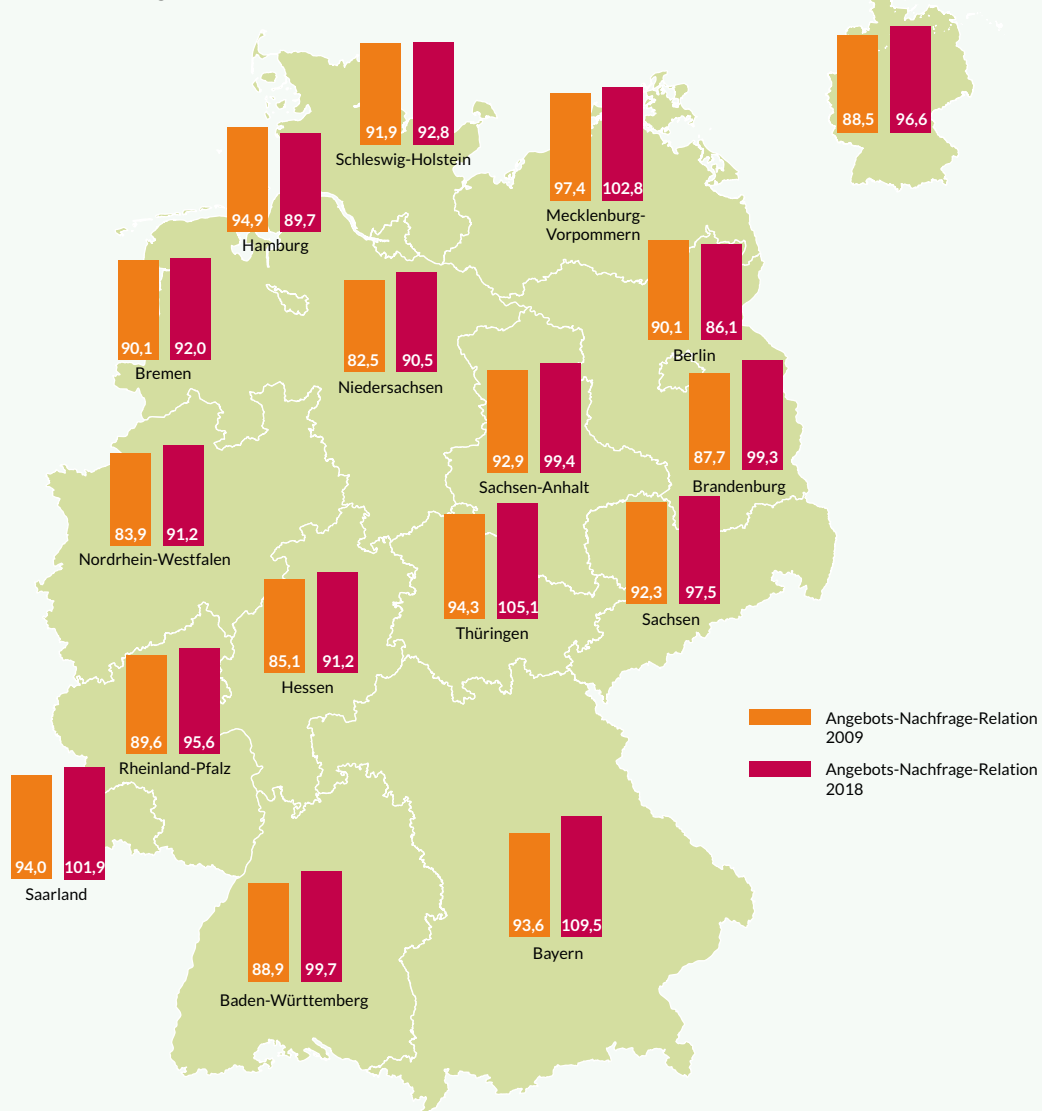 88,5 96,6
91,9 92,8
Schleswig-Holstein
97,4 102,8
Mecklenburg-
Vorpommern
94,9 89,7
Hamburg
90,1 86,1
Berlin
90,1 92,0
Bremen
82,5 90,5
Niedersachsen
92,9 99,4
Sachsen-Anhalt
87,7 99,3
Brandenburg
83,9 91,2
Nordrhein-Westfalen
94,3 105,1
Thüringen
92,3 97,5
Sachsen
85,1 91,2
Hessen
89,6 95,6
Rheinland-Pfalz
Angebots-Nachfrage-Relation
2009
Angebots-Nachfrage-Relation
2018
94,0 101,9
Saarland
93,6 109,5
Bayern
88,9 99,7
Baden-Württemberg